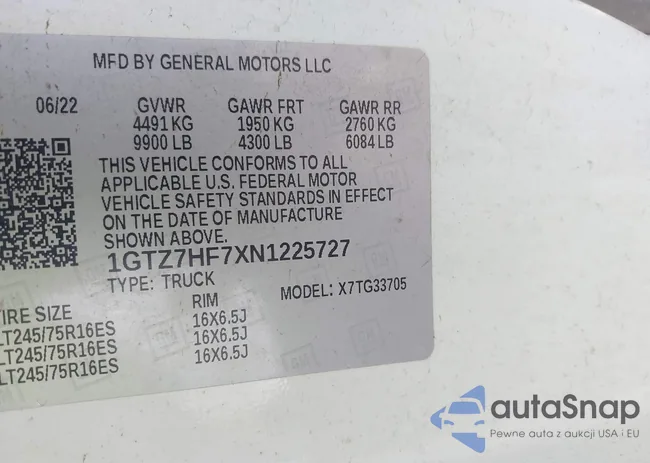 MFD BY GENERAL MOTORS LLC
06/22 GVWR GAWR FRT GAWR RR
4491 KG 1950 KG 2760 KG
9900 LB 4300 LB 6084 LB
THIS VEHICLE CONFORMS TO ALL
APPLICABLE U.S. FEDERAL MOTOR
VEHICLE SAFETY STANDARDS IN EFFECT
ON THE DATE OF MANUFACTURE
SHOWN ABOVE.
1GTZ7HF7XN1225727
TYPE: TRUCK MODEL: X7TG33705
IRE SIZE RIM
LT245/75R16ES 16X6.5J
LT245/75R16ES 16X6.5J
LT245/75R16ES 16X6.5J
autaSnap
Pewne auta z aukcji USA i EU